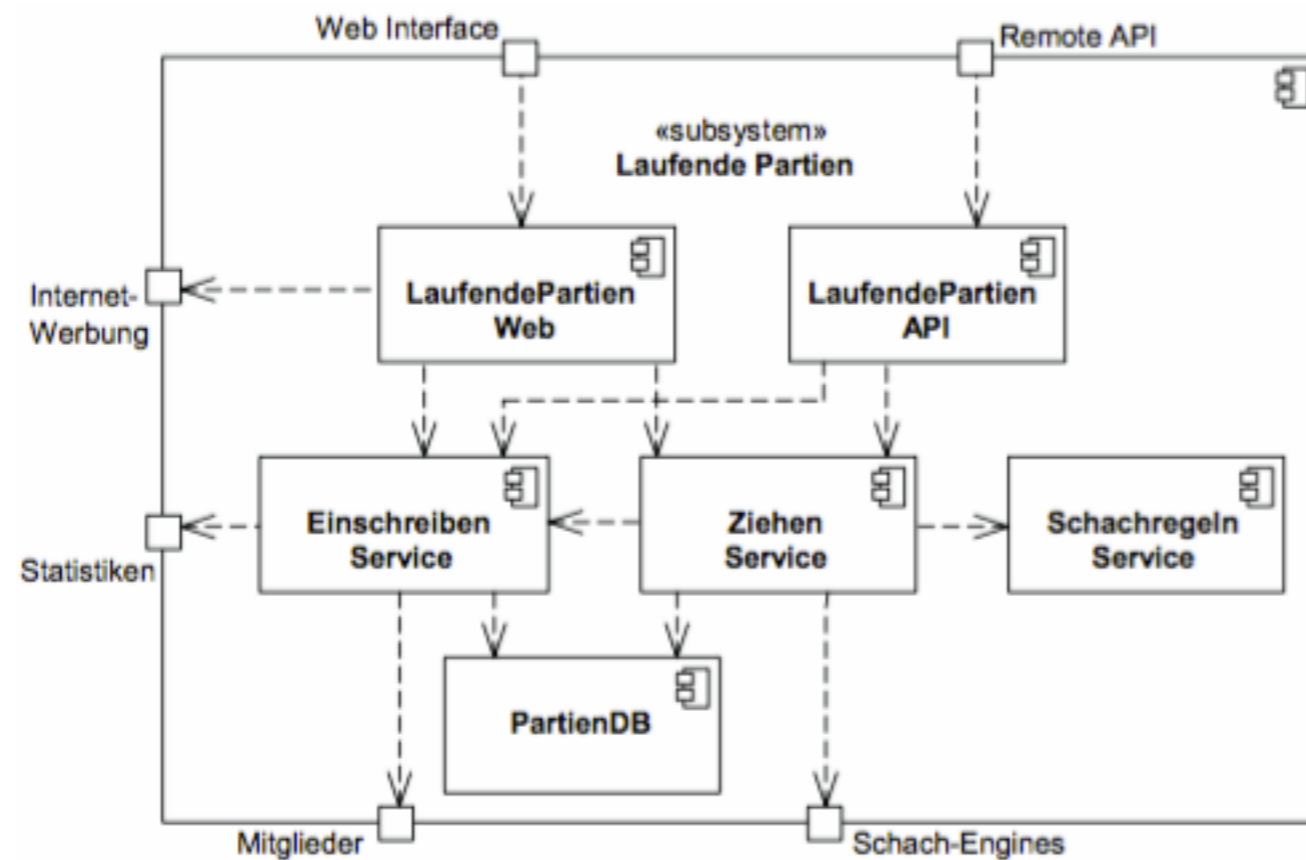 Web Interface
Remote API
«subsystem»
Laufende Partien
LaufendePartien
Web
LaufendePartien
API
Internet-
Werbung
Einschreiben
Service
Ziehen
Service
Schachregeln
Service
Statistiken
PartienDB
Mitglieder
Schach-Engines